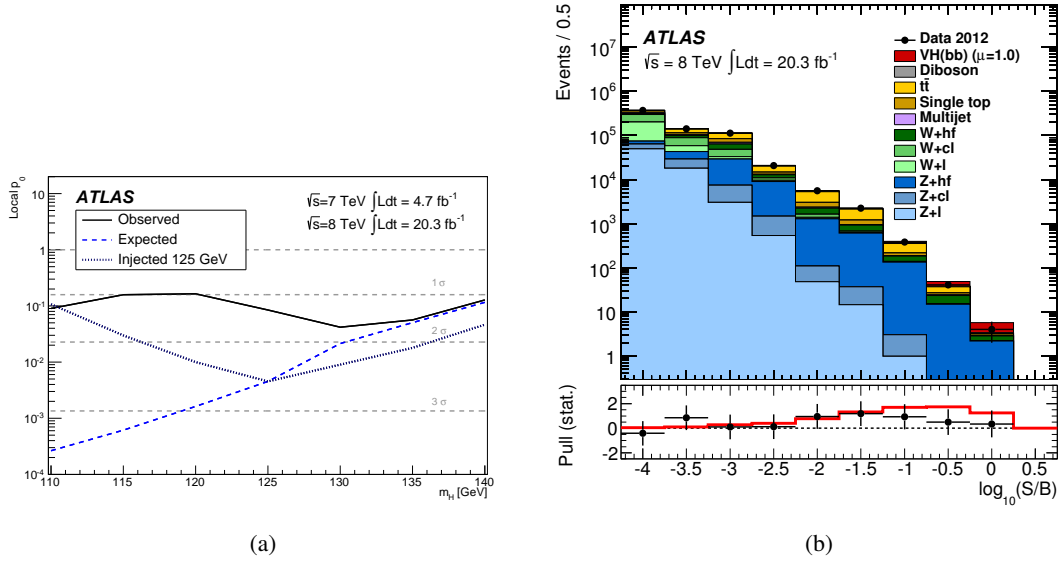 ATLAS
√s=7 TeV ∫Ldt = 4.7 fb⁻¹
√s=8 TeV ∫Ldt = 20.3 fb⁻¹
Observed
Expected
Injected 125 GeV
Local p₀
10
1
10⁻¹
10⁻²
10⁻³
10⁻⁴
1 σ
2 σ
3 σ
110 115 120 125 130 135 140
m_H [GeV]
(a)
ATLAS
√s = 8 TeV ∫Ldt = 20.3 fb⁻¹
Data 2012
VH(bb) (μ=1.0)
Diboson
tt̄
Single top
Multijet
W+hf
W+cl
W+l
Z+hf
Z+cl
Z+l
Events / 0.5
10⁷
10⁶
10⁵
10⁴
10³
10²
10
1
Pull (stat.)
2
0
-2
-4 -3.5 -3 -2.5 -2 -1.5 -1 -0.5 0 0.5
log₁₀(S/B)
(b)